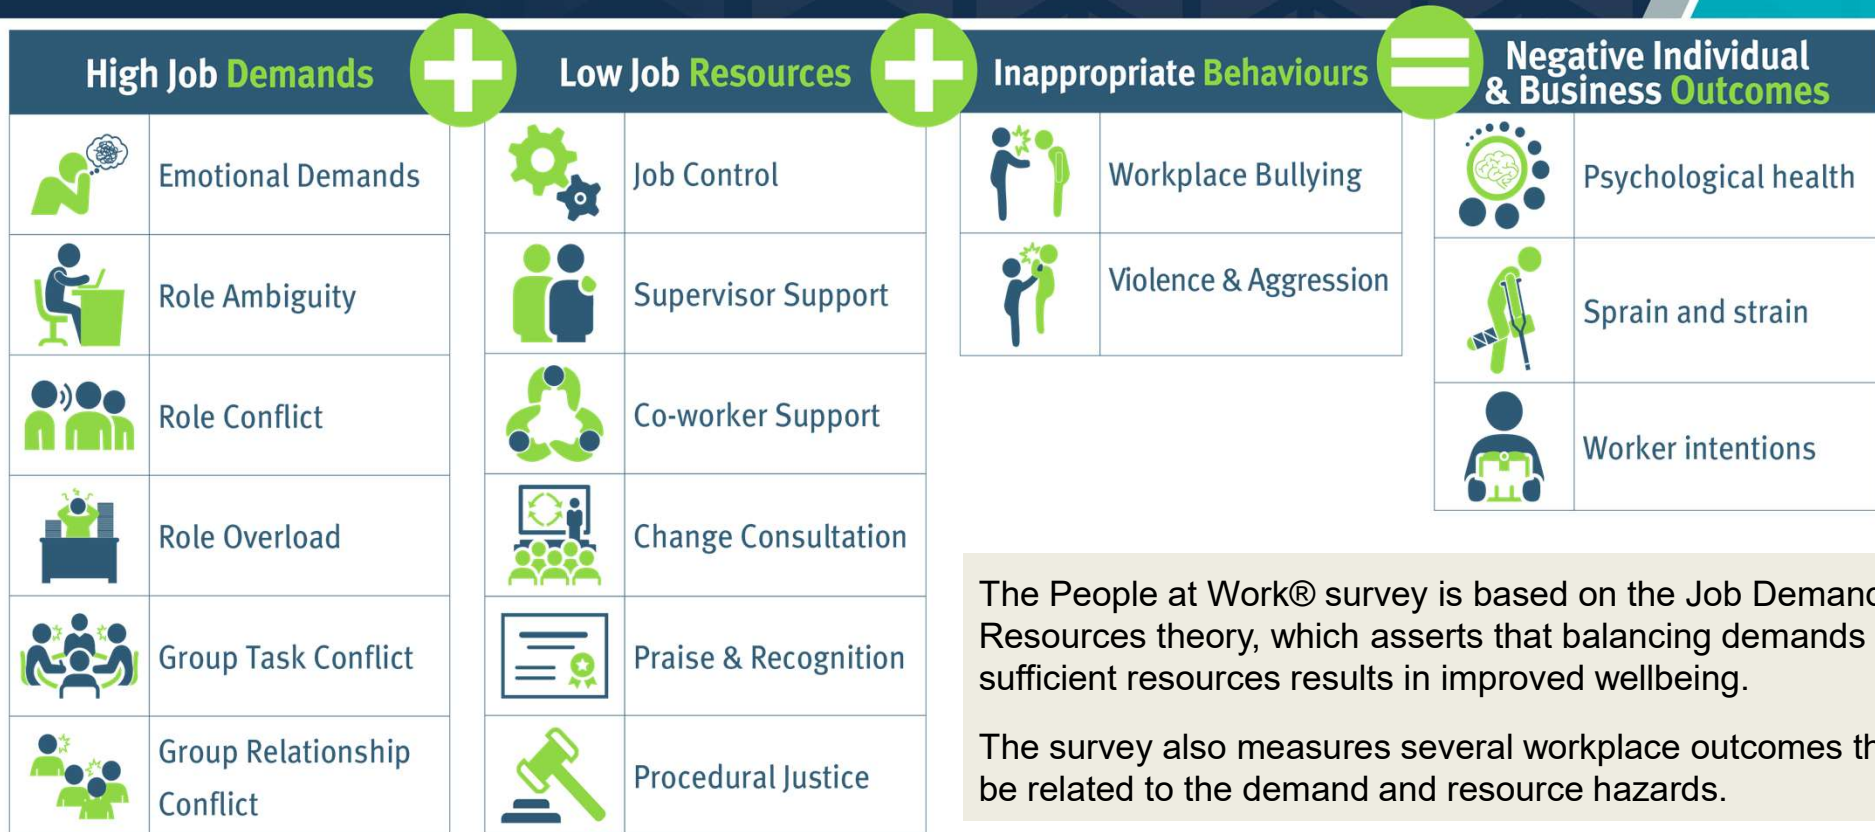 High Job Demands
Emotional Demands
Role Ambiguity
Role Conflict
Role Overload
Group Task Conflict
Group Relationship
Conflict
Low Job Resources
Job Control
Supervisor Support
Co-worker Support
Change Consultation
Praise & Recognition
Procedural Justice
Inappropriate Behaviours
Workplace Bullying
Violence & Aggression
Negative Individual
& Business Outcomes
Psychological health
Sprain and strain
Worker intentions
The People at Work® survey is based on the Job Demand
Resources theory, which asserts that balancing demands
sufficient resources results in improved wellbeing.
The survey also measures several workplace outcomes th
be related to the demand and resource hazards.